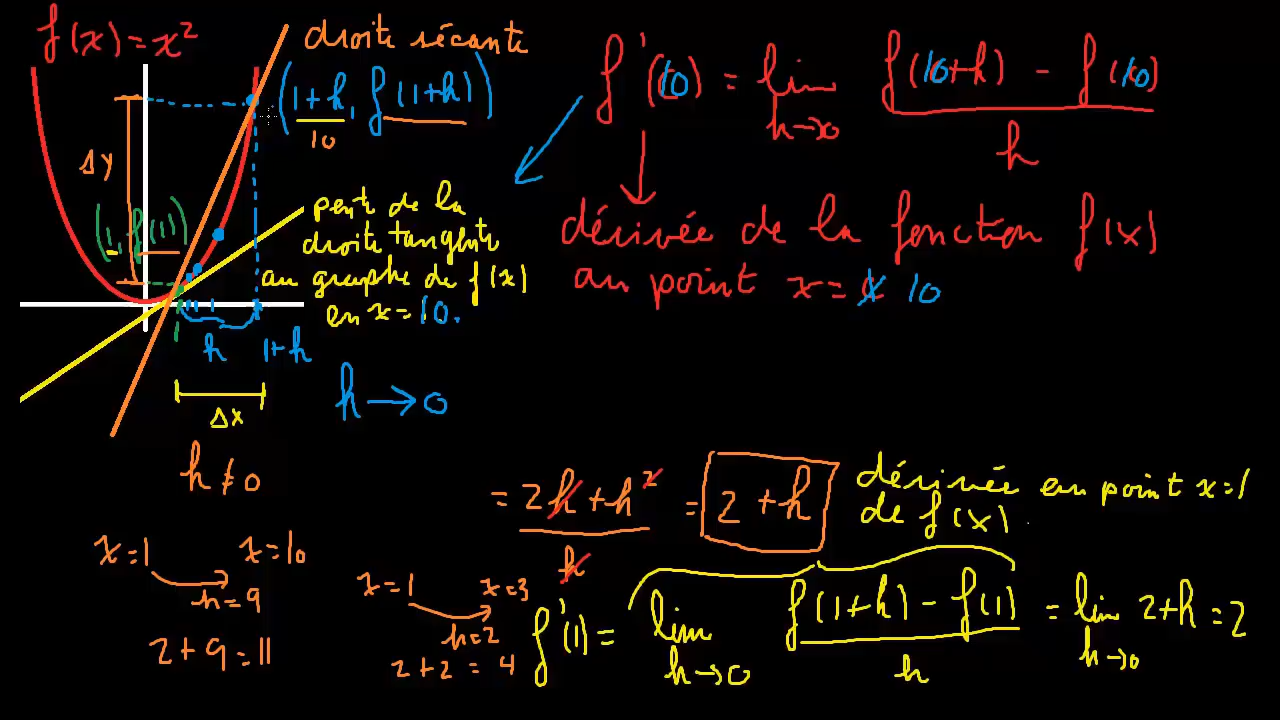 f(x) = x²
droite sécante
(1+h, f(1+h))
10
Δy
(1, f(1))
pente de la
droite tangente
au graphe de f(x)
en x = 10.
1
h
1+h
Δx
h → 0
h ≠ 0
f'(10) = lim h→0 f(10+h) - f(10) / h
dérivée de la fonction f(x)
au point x = 10
x=1 x=10
h=9
2+9=11
x=1 x=3
h=2
2+2=4
= 2h + h² / h = 2+h
dérivée au point x=1
de f(x).
f'(1) = lim h→0 f(1+h) - f(1) / h = lim h→0 2+h = 2